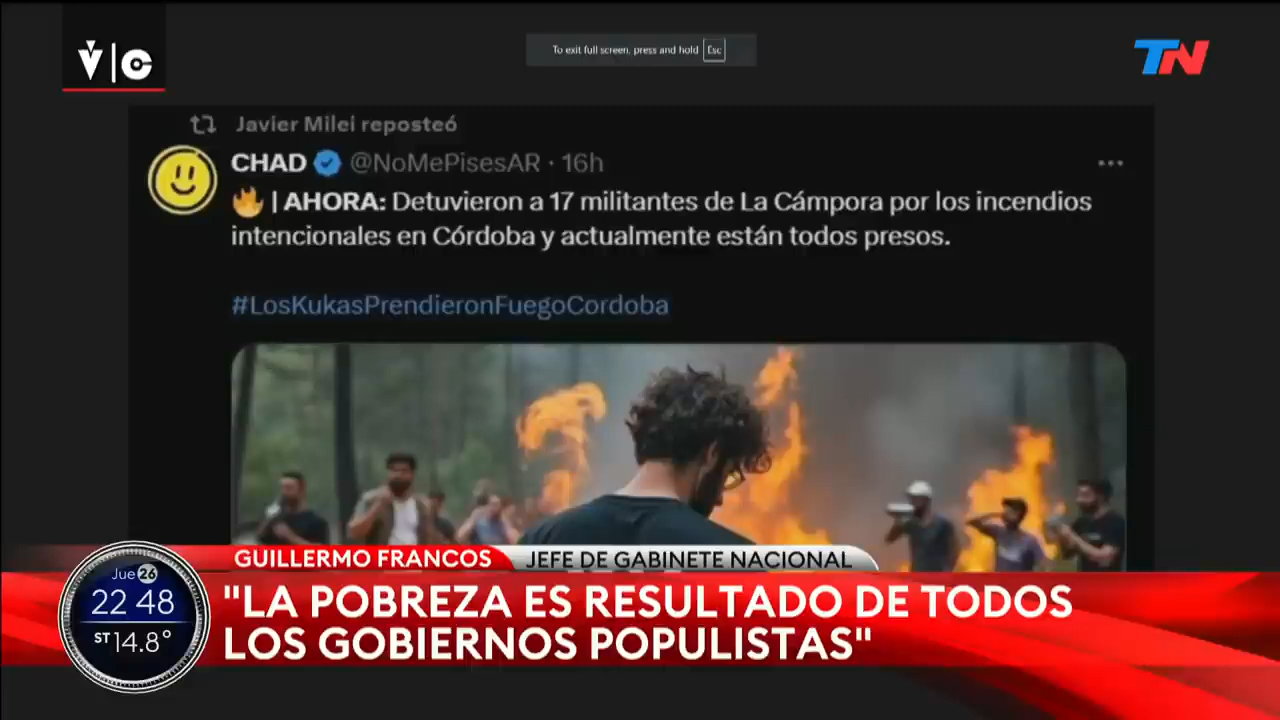 V|C
To exit full screen, press and hold Esc
TN
Javier Milei reposteó
CHAD @NoMePisesAR · 16h
| AHORA: Detuvieron a 17 militantes de La Cámpora por los incendios
intencionales en Córdoba y actualmente están todos presos.
#LosKukasPrendieronFuegoCordoba
GUILLERMO FRANCOS JEFE DE GABINETE NACIONAL
Jue 26
22 48
ST 14.8°
"LA POBREZA ES RESULTADO DE TODOS
LOS GOBIERNOS POPULISTAS"